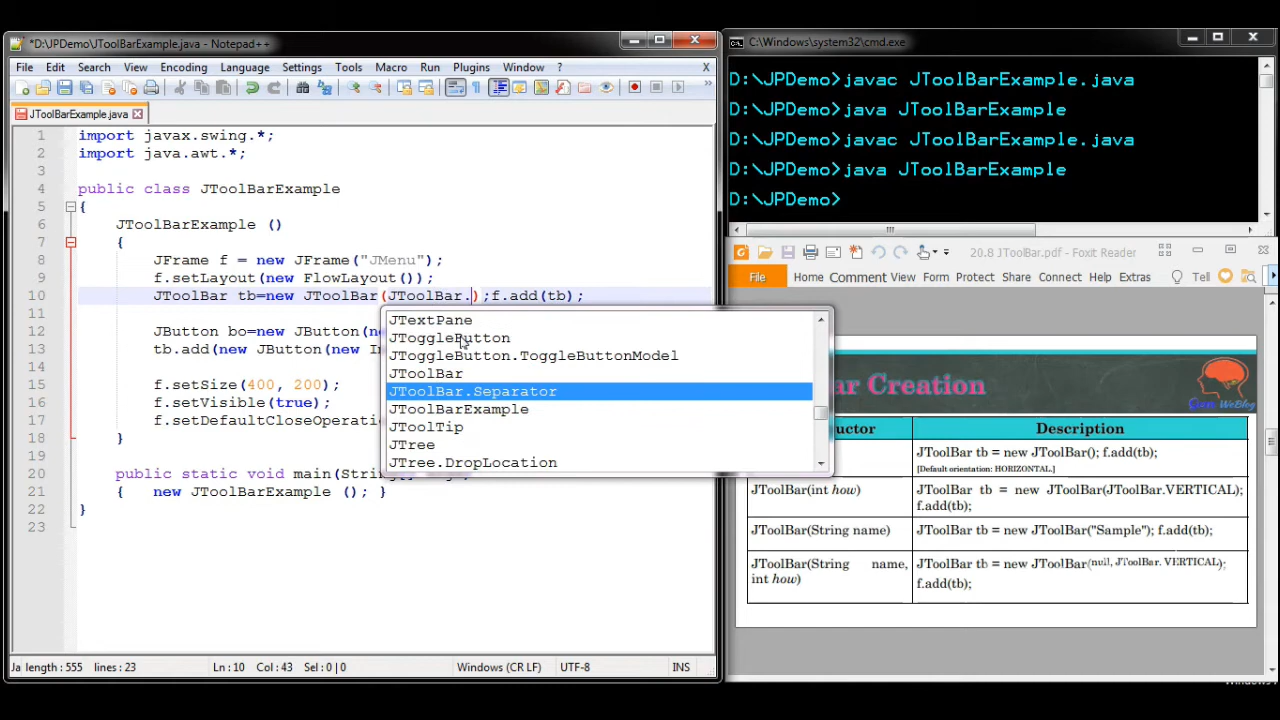 *D:\JPDemo\JToolBarExample.java - Notepad++
File Edit Search View Encoding Language Settings Tools Macro Run Plugins Window ? X
JToolBarExample.java
1 import javax.swing.*;
2 import java.awt.*;
3
4 public class JToolBarExample
5 {
6 JToolBarExample ()
7 {
8 JFrame f = new JFrame("JMenu");
9 f.setLayout(new FlowLayout());
10 JToolBar tb=new JToolBar(JToolBar.);f.add(tb);
11
12 JButton bo=new JButton(ne
13 tb.add(new JButton(new I
14
15 f.setSize(400, 200);
16 f.setVisible(true);
17 f.setDefaultCloseOperatio
18 }
19
20 public static void main(String[]
21 { new JToolBarExample (); }
22 }
23
JTextPane
JToggleButton
JToggleButton.ToggleButtonModel
JToolBar
JToolBar.Separator
JToolBarExample
JToolTip
JTree
JTree.DropLocation
Ja length : 555 lines : 23 Ln : 10 Col : 43 Sel : 0 | 0 Windows (CR LF) UTF-8 INS
C:\Windows\system32\cmd.exe
D:\JPDemo>javac JToolBarExample.java
D:\JPDemo>java JToolBarExample
D:\JPDemo>javac JToolBarExample.java
D:\JPDemo>java JToolBarExample
D:\JPDemo>
20.8 JToolBar.pdf - Foxit Reader
File Home Comment View Form Protect Share Connect Extras Tell
ar Creation
Learn WeBlog
uctor Description
JToolBar tb = new JToolBar(); f.add(tb);
[Default orientation: HORIZONTAL.]
JToolBar(int how) JToolBar tb = new JToolBar(JToolBar.VERTICAL);
f.add(tb);
JToolBar(String name) JToolBar tb = new JToolBar("Sample"); f.add(tb);
JToolBar(String name, JToolBar tb = new JToolBar(null, JToolBar. VERTICAL);
int how) f.add(tb);